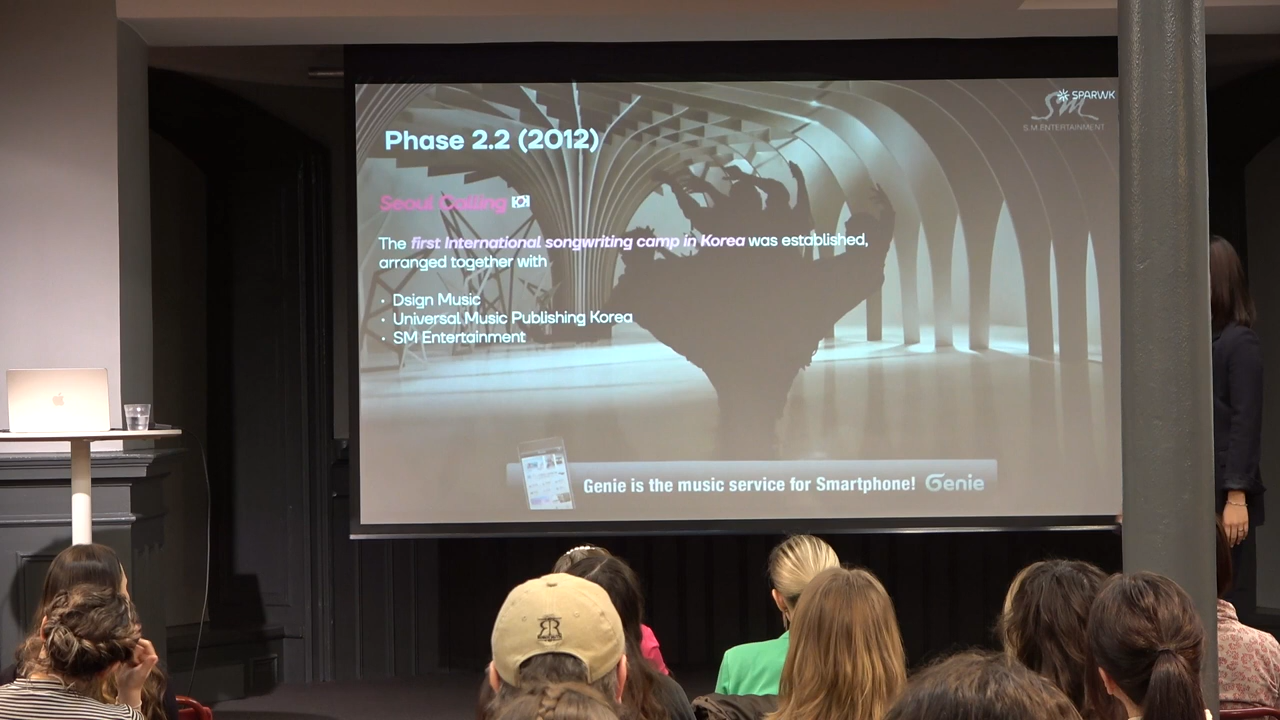 SPARWK
SM
S.M.ENTERTAINMENT
Phase 2.2 (2012)
Seoul Calling
The first International songwriting camp in Korea was established,
arranged together with
· Dsign Music
· Universal Music Publishing Korea
· SM Entertainment
Genie is the music service for Smartphone! Genie